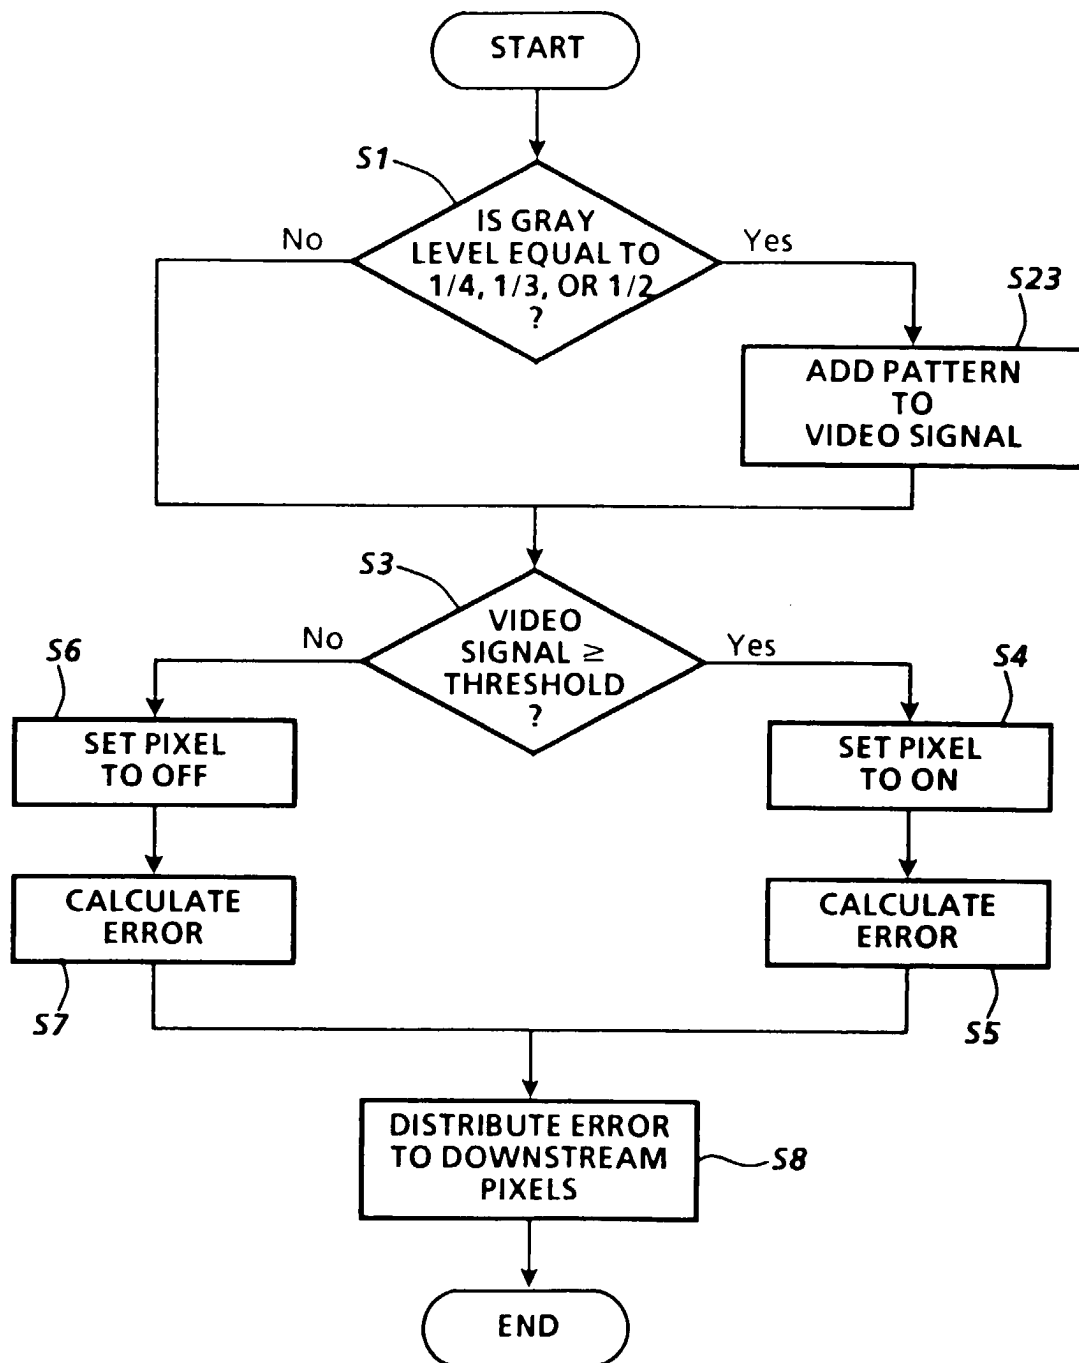 START
S1
IS GRAY
LEVEL EQUAL TO
1/4, 1/3, OR 1/2
?
No
Yes
S23
ADD PATTERN
TO
VIDEO SIGNAL
S3
VIDEO
SIGNAL ≥
THRESHOLD
?
No
Yes
S6
SET PIXEL
TO OFF
S4
SET PIXEL
TO ON
CALCULATE
ERROR
S7
CALCULATE
ERROR
S5
DISTRIBUTE ERROR
TO DOWNSTREAM
PIXELS
S8
END